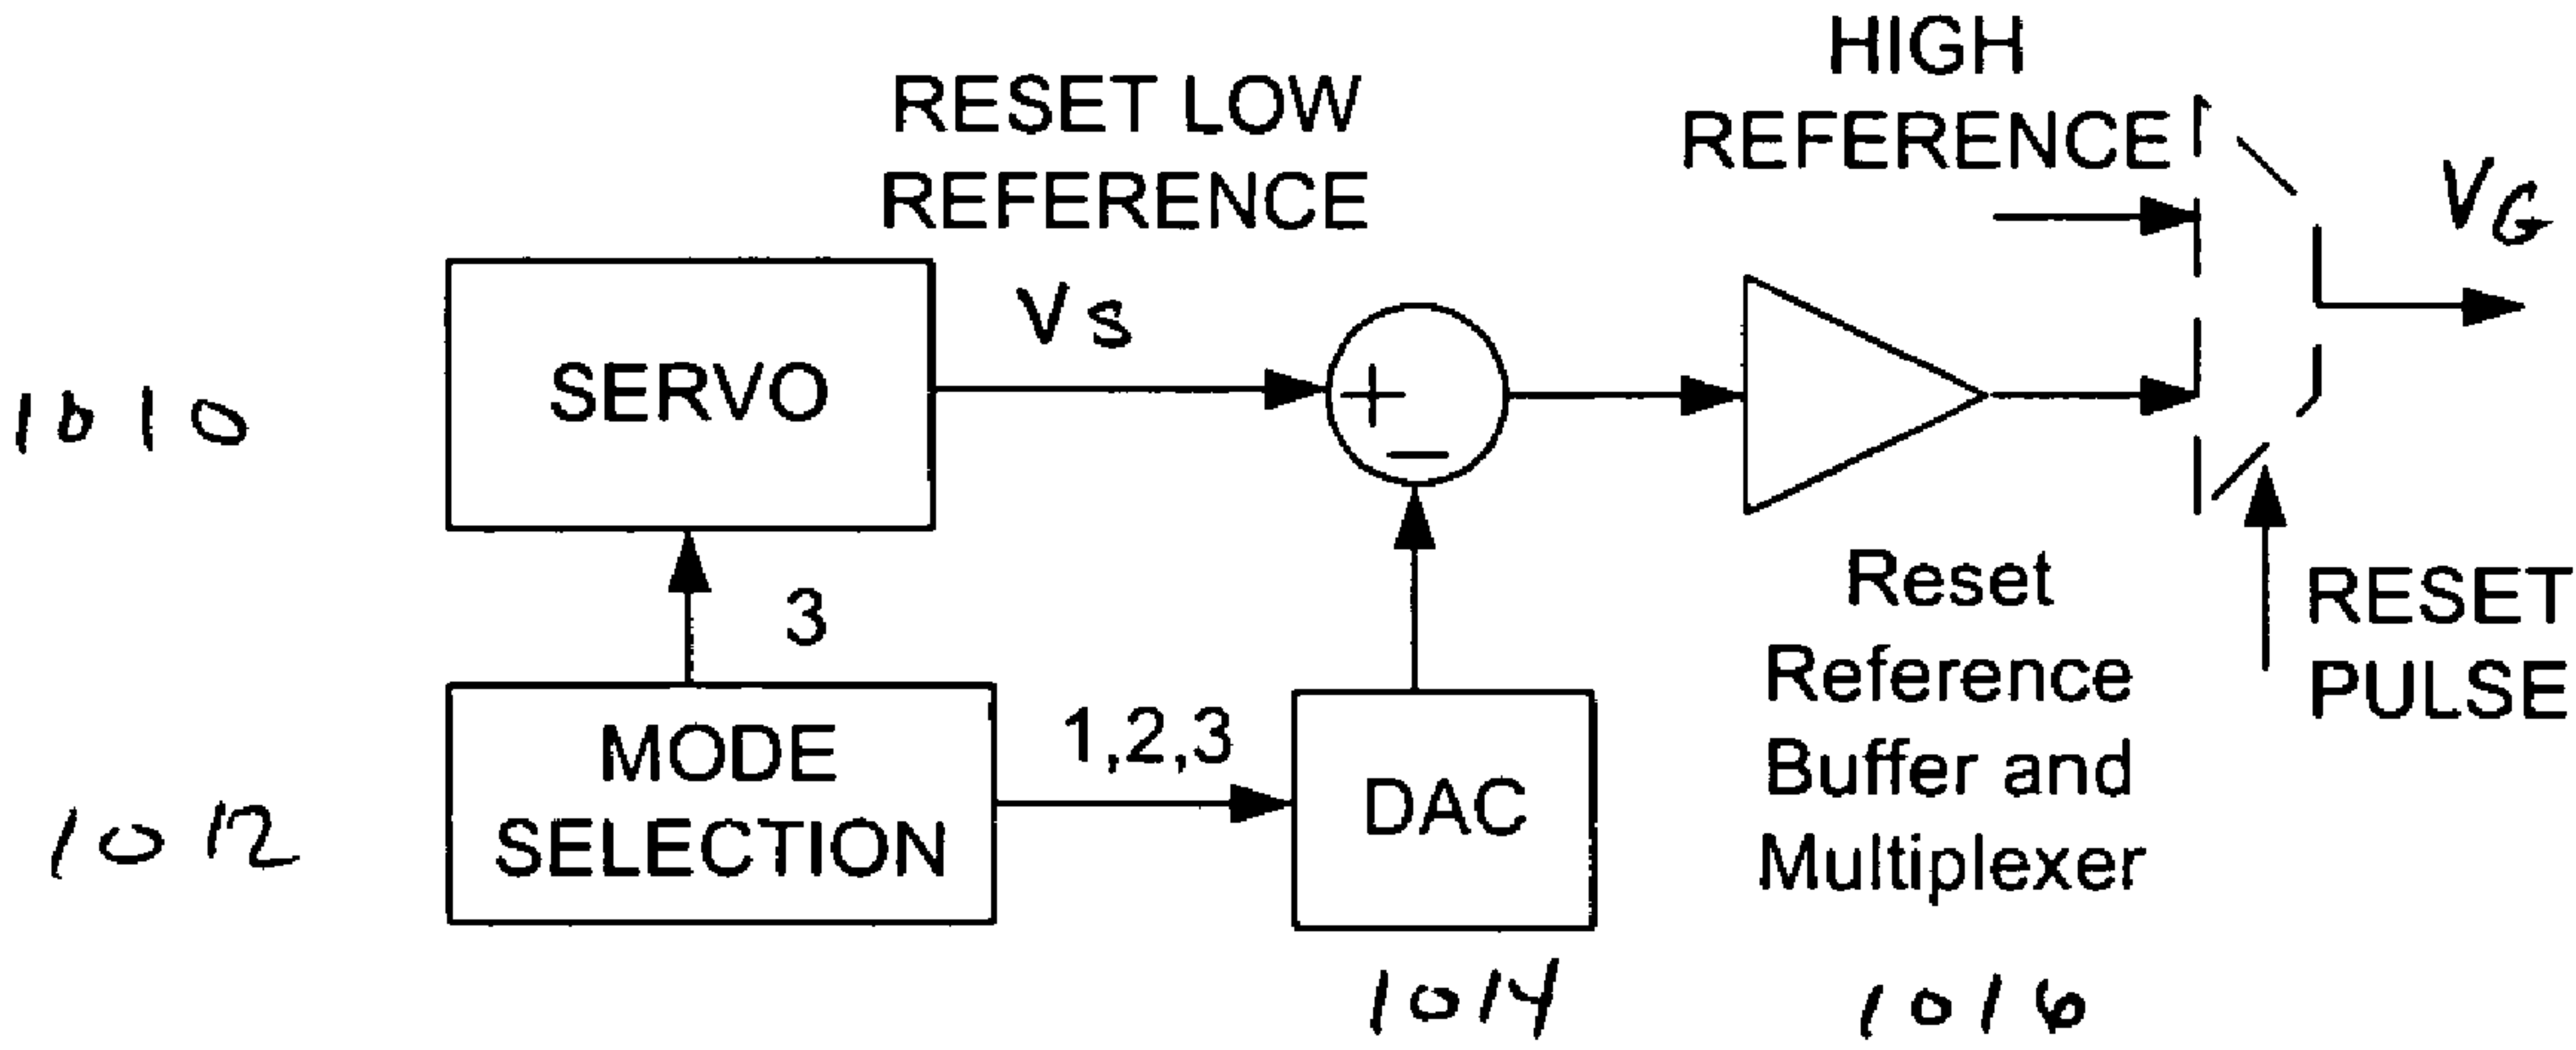 HIGH
REFERENCE
RESET LOW
REFERENCE
VG
VS
SERVO
+
−
1010
3
RESET
PULSE
MODE
SELECTION
1,2,3
DAC
Reset
Reference
Buffer and
Multiplexer
1012
1014
1016